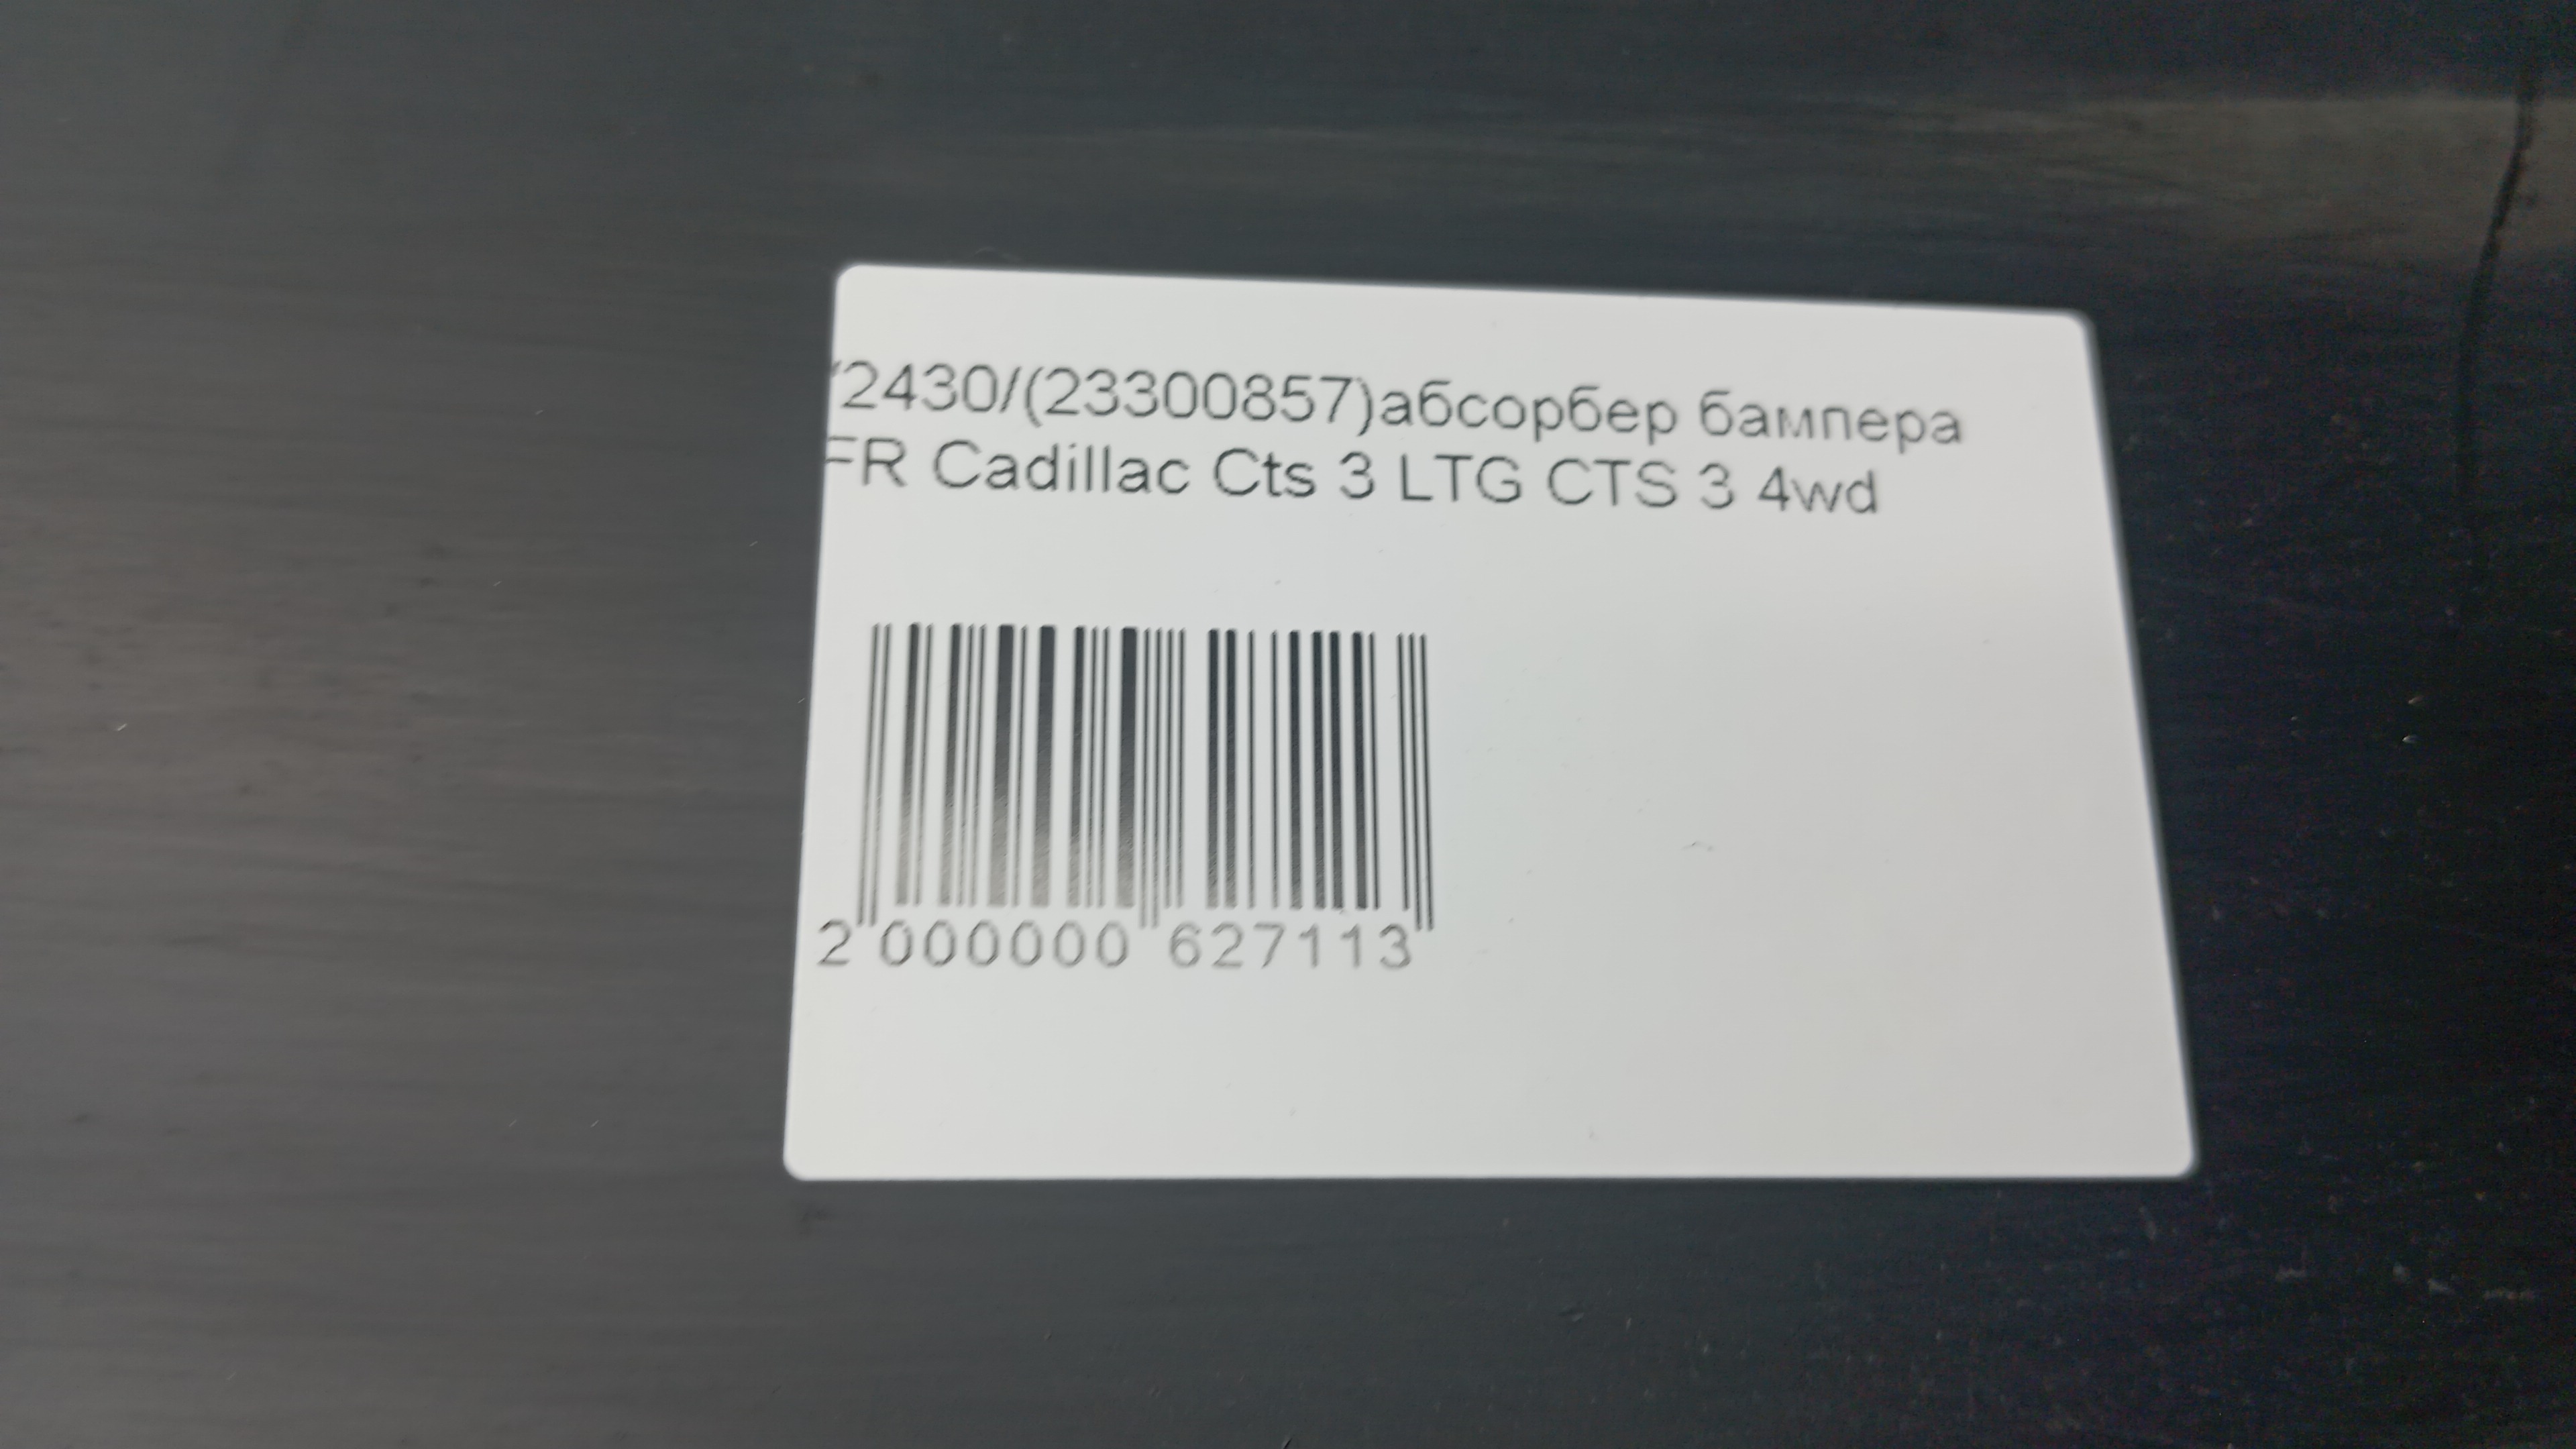 2430/(23300857)абсорбер бампера
FR Cadillac Cts 3 LTG CTS 3 4wd
2 000000 627113